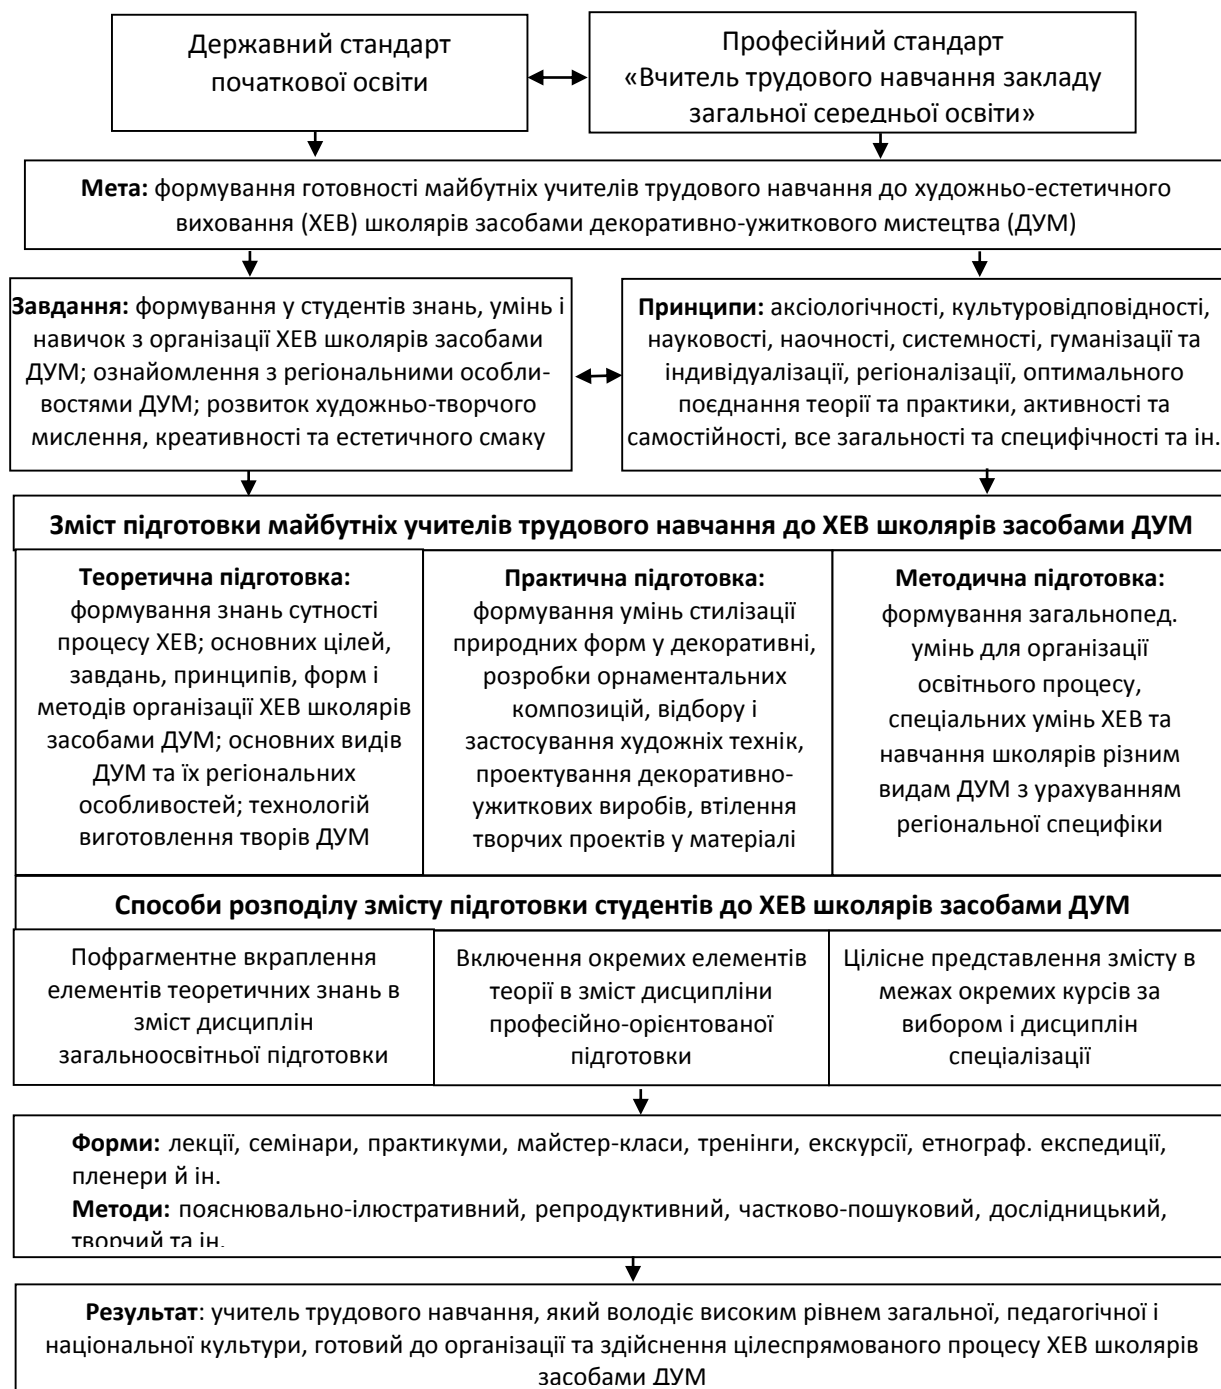 Державний стандарт
початкової освіти
Професійний стандарт
«Вчитель трудового навчання закладу
загальної середньої освіти»
Мета: формування готовності майбутніх учителів трудового навчання до художньо-естетичного
виховання (ХЕВ) школярів засобами декоративно-ужиткового мистецтва (ДУМ)
Завдання: формування у студентів знань, умінь і
навичок з організації ХЕВ школярів засобами
ДУМ; ознайомлення з регіональними особли-
востями ДУМ; розвиток художньо-творчого
мислення, креативності та естетичного смаку
Принципи: аксіологічності, культуровідповідності,
науковості, наочності, системності, гуманізації та
індивідуалізації, регіоналізації, оптимального
поєднання теорії та практики, активності та
самостійності, все загальності та специфічності та ін.
Зміст підготовки майбутніх учителів трудового навчання до ХЕВ школярів засобами ДУМ
Теоретична підготовка:
формування знань сутності
процесу ХЕВ; основних цілей,
завдань, принципів, форм і
методів організації ХЕВ школярів
засобами ДУМ; основних видів
ДУМ та їх регіональних
особливостей; технологій
виготовлення творів ДУМ
Практична підготовка:
формування умінь стилізації
природних форм у декоративні,
розробки орнаментальних
композицій, відбору і
застосування художніх технік,
проектування декоративно-
ужиткових виробів, втілення
творчих проектів у матеріалі
Методична підготовка:
формування загальнопед.
умінь для організації
освітнього процесу,
спеціальних умінь ХЕВ та
навчання школярів різним
видам ДУМ з урахуванням
регіональної специфіки
Способи розподілу змісту підготовки студентів до ХЕВ школярів засобами ДУМ
Пофрагментне вкраплення
елементів теоретичних знань в
зміст дисциплін
загальноосвітньої підготовки
Включення окремих елементів
теорії в зміст дисципліни
професійно-орієнтованої
підготовки
Цілісне представлення змісту в
межах окремих курсів за
вибором і дисциплін
спеціалізації
Форми: лекції, семінари, практикуми, майстер-класи, тренінги, екскурсії, етнограф. експедиції,
пленери й ін.
Методи: пояснювально-ілюстративний, репродуктивний, частково-пошуковий, дослідницький,
творчий та ін.
Результат: учитель трудового навчання, який володіє високим рівнем загальної, педагогічної і
національної культури, готовий до організації та здійснення цілеспрямованого процесу ХЕВ школярів
засобами ДУМ